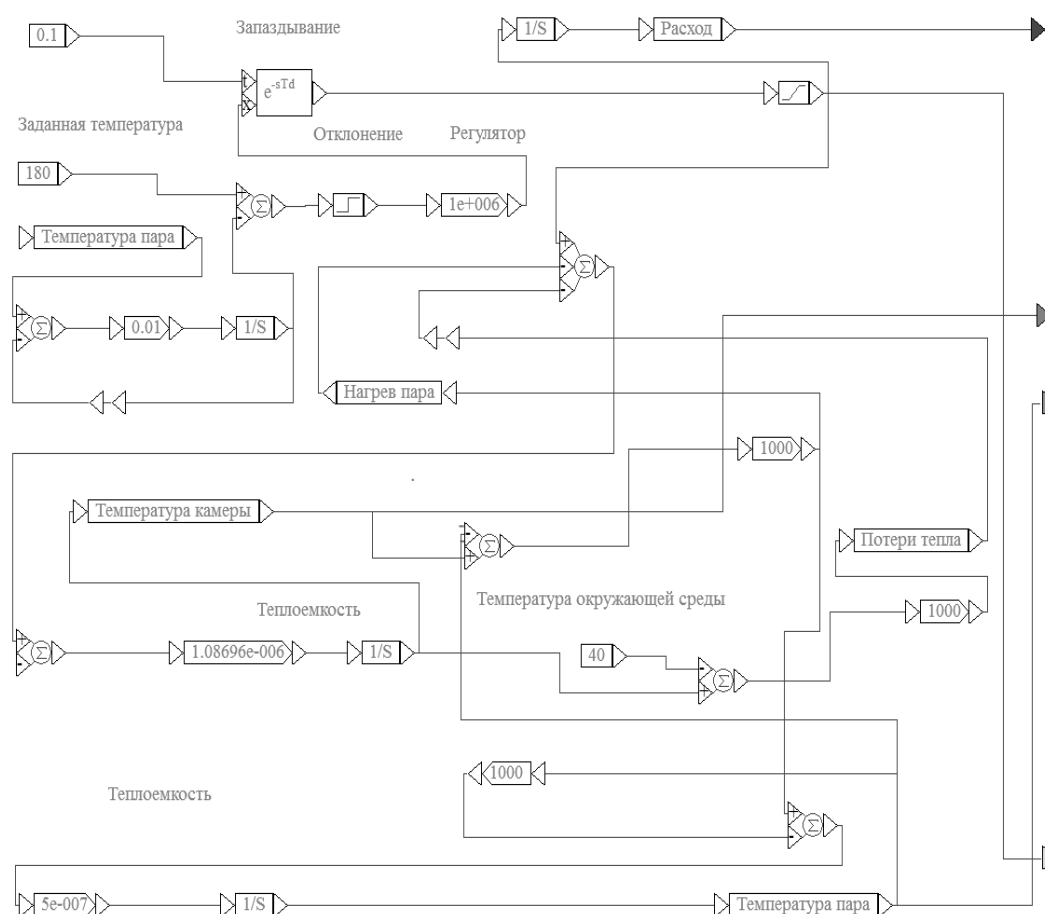 0.1
Запаздывание
1/S
Расход
t
e-sTd
x
Заданная температура
Отклонение
Регулятор
180
Σ
1e+006
Температура пара
Σ
Σ
0.01
1/S
Нагрев пара
1000
Температура камеры
Σ
Потери тепла
Температура окружающей среды
Теплоемкость
1000
Σ
1.08696e-006
1/S
40
Σ
1000
Теплоемкость
Σ
5e-007
1/S
Температура пара